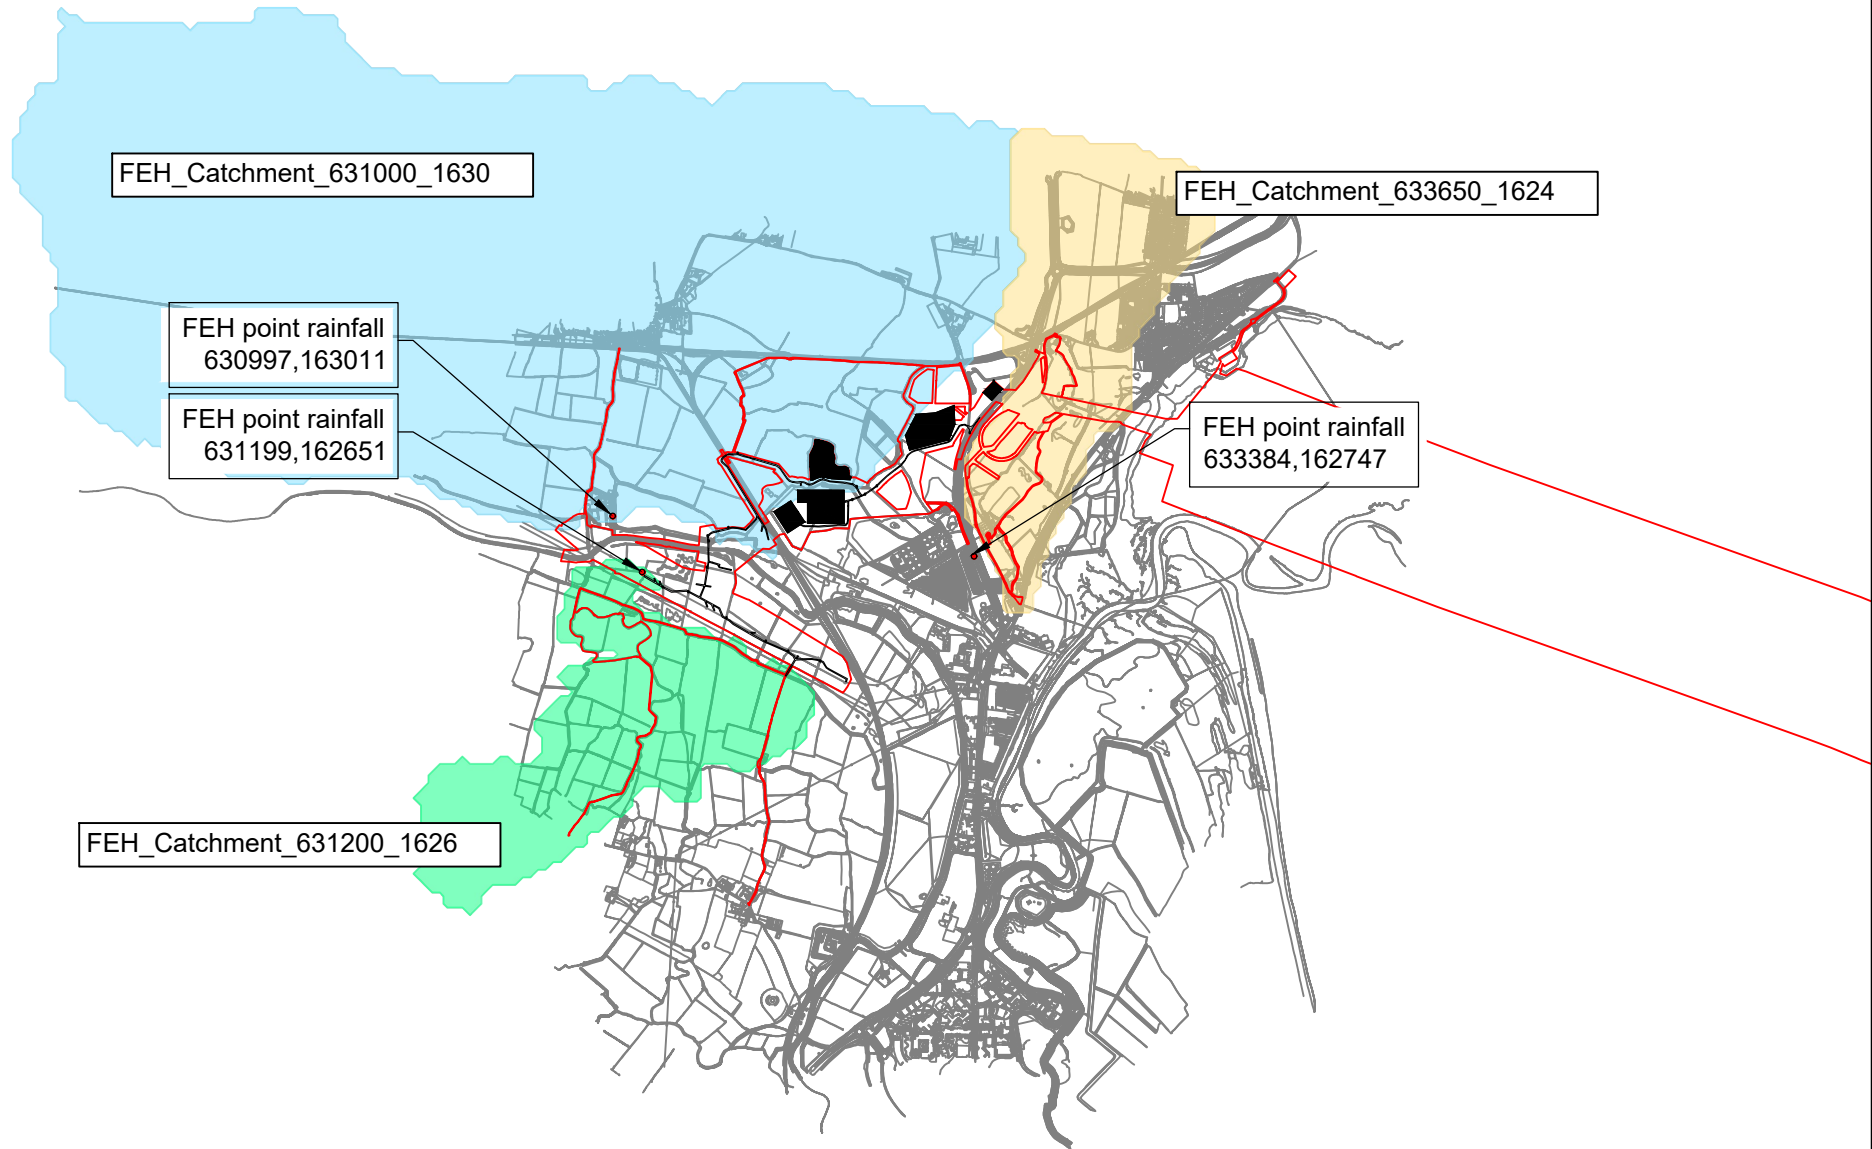 FEH_Catchment_631000_1630
FEH_Catchment_633650_1624
FEH point rainfall
630997,163011
FEH point rainfall
631199,162651
FEH point rainfall
633384,162747
FEH_Catchment_631200_1626